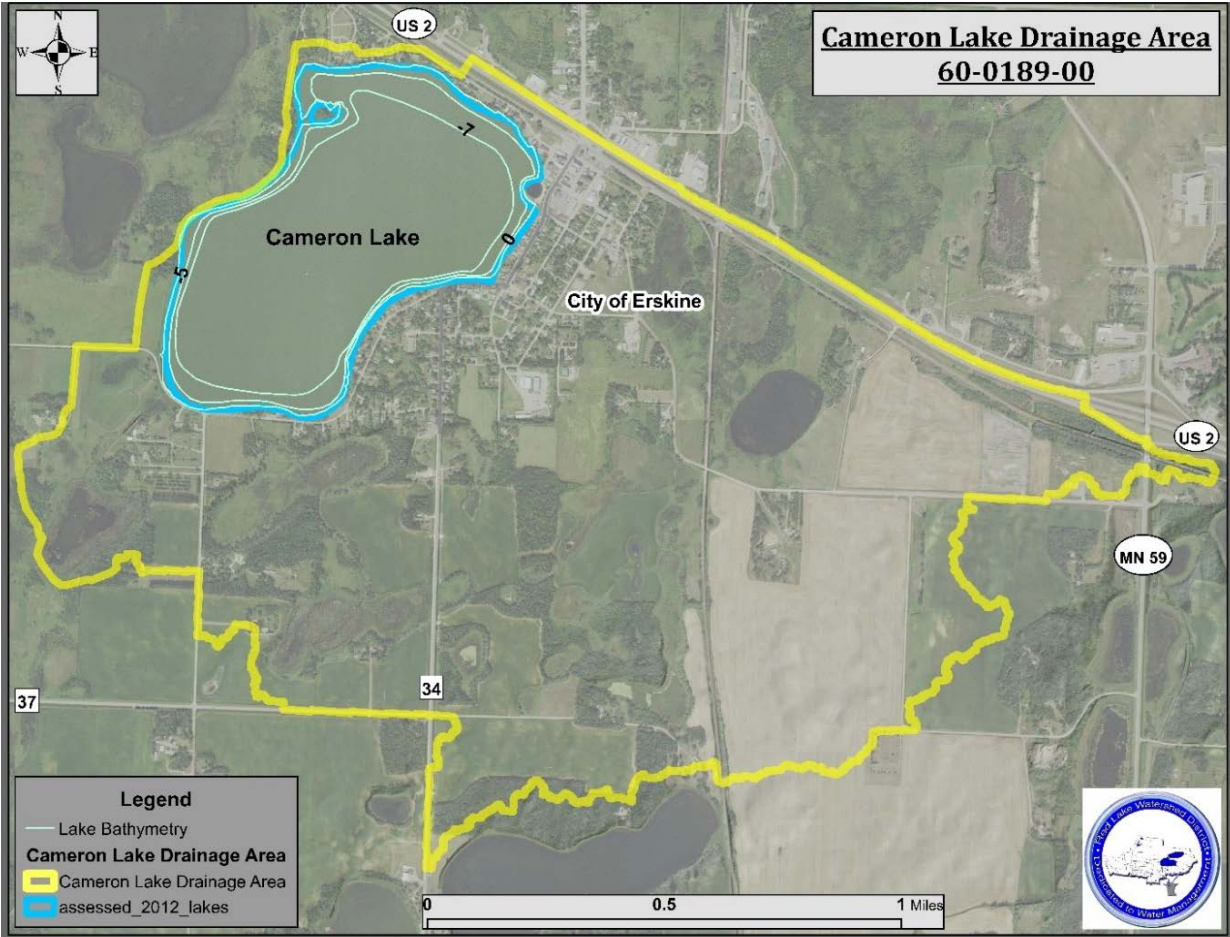 Cameron Lake Drainage Area
60-0189-00
N
W E
S
US 2
-7
Cameron Lake
0
-5
City of Erskine
US 2
MN 59
37
34
Legend
Lake Bathymetry
Cameron Lake Drainage Area
Cameron Lake Drainage Area
assessed_2012_lakes
0 0.5 1 Miles
Red Lake Watershed District
Dedicated to Water Management